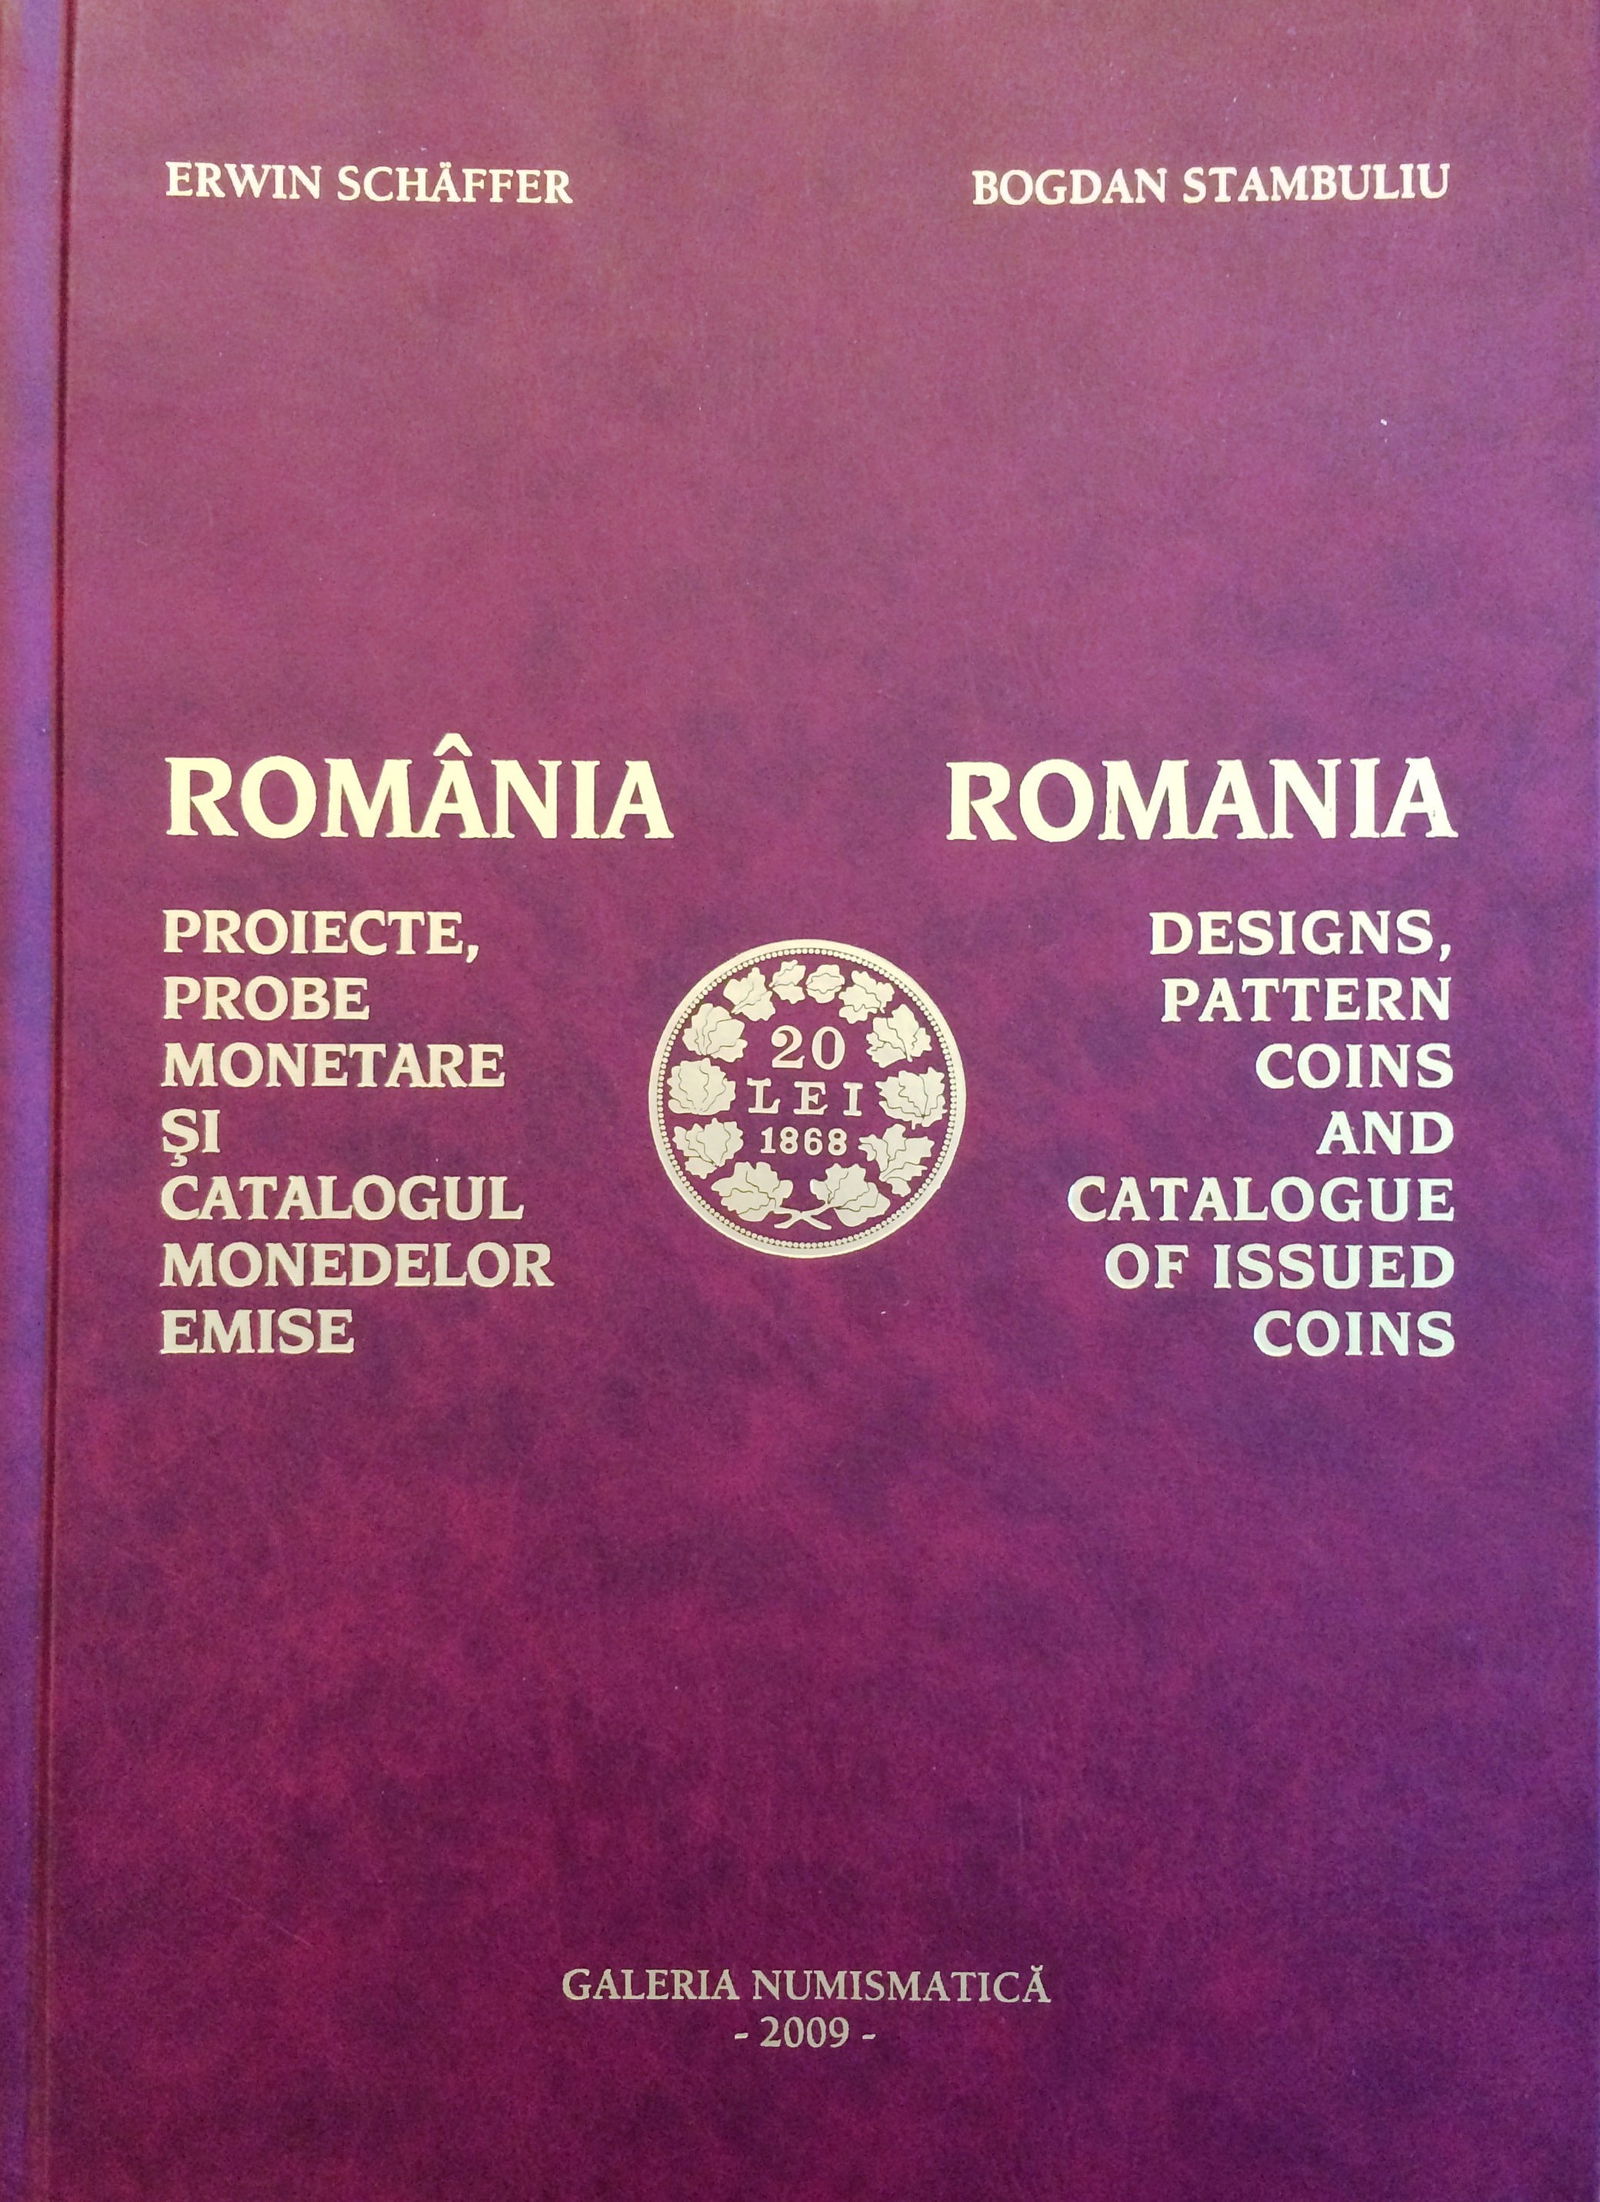 ERWIN SCHÄFFER
BOGDAN STAMBULIU
ROMÂNIA
PROIECTE,
PROBE
MONETARE
ŞI
CATALOGUL
MONEDELOR
EMISE
20
LEI
1868
ROMANIA
DESIGNS,
PATTERN
COINS
AND
CATALOGUE
OF ISSUED
COINS
GALERIA NUMISMATICĂ
- 2009 -